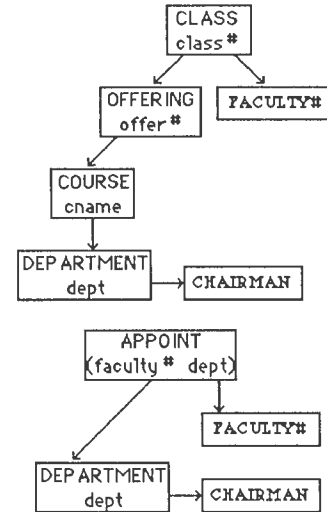 CLASS
class#
OFFERING
offer#
FACULTY#
COURSE
cname
DEPARTMENT
dept
CHAIRMAN
APPOINT
(faculty# dept)
FACULTY#
DEPARTMENT
dept
CHAIRMAN